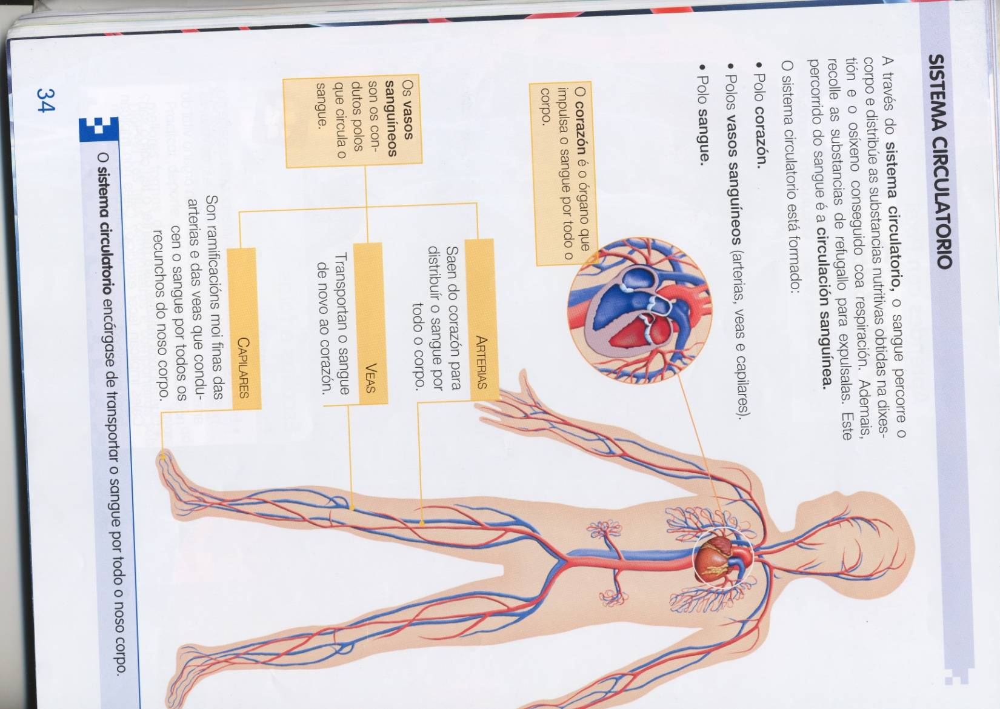 SISTEMA CIRCULATORIO
A través do sistema circulatorio, o sangue percorre o
corpo e distribúe as substancias nutritivas obtidas na dixes-
tión e o osíxeno conseguido coa respiración. Ademais,
recolle as substancias de refugallo para expulsalas. Este
percorrido do sangue é a circulación sanguínea.
O sistema circulatorio está formado:
• Polo corazón.
• Polos vasos sanguíneos (arterias, veas e capilares).
• Polo sangue.
O corazón é o órgano que
impulsa o sangue por todo o
corpo.
Os vasos
sanguíneos
son os con-
dutos polos
que circula o
sangue.
ARTERIAS
Saen do corazón para
distribuír o sangue por
todo o corpo.
VEAS
Transportan o sangue
de novo ao corazón.
CAPILARES
Son ramificacións moi finas das
arterias e das veas que condu-
cen o sangue por todos os
recunchos do noso corpo.
O sistema circulatorio encárgase de transportar o sangue por todo o noso corpo.
34